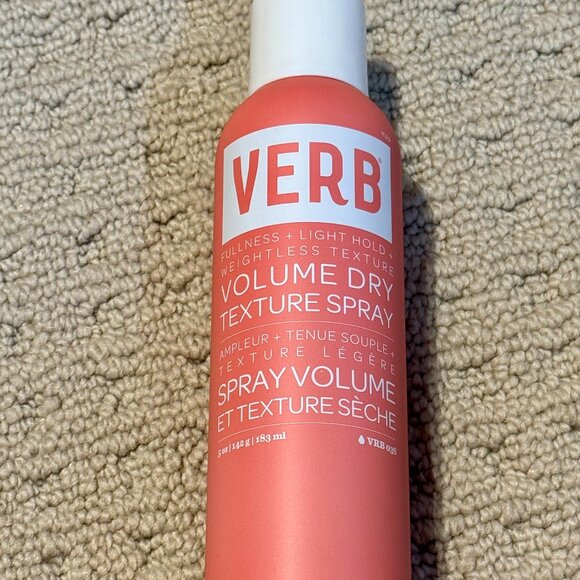 VERB®
FULLNESS + LIGHT HOLD +
WEIGHTLESS TEXTURE
VOLUME DRY
TEXTURE SPRAY
AMPLEUR + TENUE SOUPLE +
TEXTURE LÉGÈRE
SPRAY VOLUME
ET TEXTURE SÈCHE
5 oz | 142 g | 183 ml
VRB 036